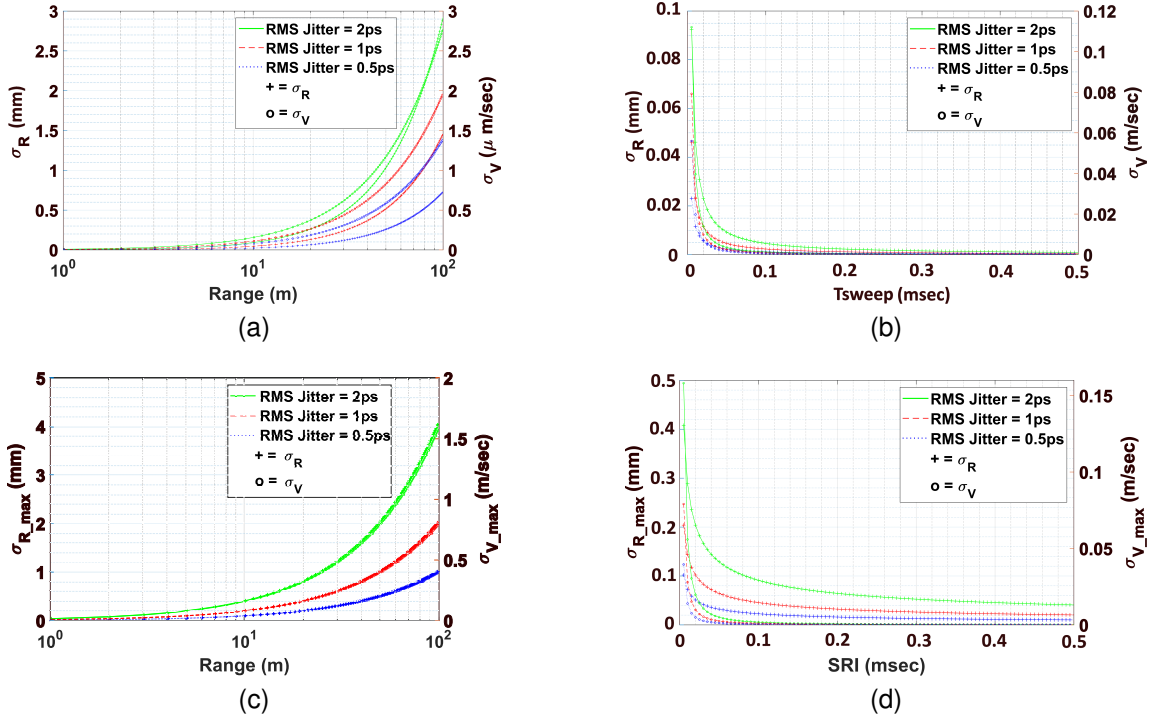 3
2.5
2
1.5
1
0.5
0
σR (mm)
RMS Jitter = 2ps
RMS Jitter = 1ps
RMS Jitter = 0.5ps
+ = σR
o = σV
3
2.5
2
1.5
1
0.5
0
σV (μ m/sec)
10^0 10^1 10^2
Range (m)
(a)
0.1
0.08
0.06
0.04
0.02
0
σR (mm)
RMS Jitter = 2ps
RMS Jitter = 1ps
RMS Jitter = 0.5ps
+ = σR
o = σV
0.12
0.1
0.08
0.06
0.04
0.02
0
σV (m/sec)
0 0.1 0.2 0.3 0.4 0.5
Tsweep (msec)
(b)
5
4
3
2
1
0
σR_max (mm)
RMS Jitter = 2ps
RMS Jitter = 1ps
RMS Jitter = 0.5ps
+ = σR
o = σV
2
1.5
1
0.5
0
σV_max (m/sec)
10^0 10^1 10^2
Range (m)
(c)
0.5
0.4
0.3
0.2
0.1
0
σR_max (mm)
RMS Jitter = 2ps
RMS Jitter = 1ps
RMS Jitter = 0.5ps
+ = σR
o = σV
0.15
0.1
0.05
0
σV_max (m/sec)
0 0.1 0.2 0.3 0.4 0.5
SRI (msec)
(d)